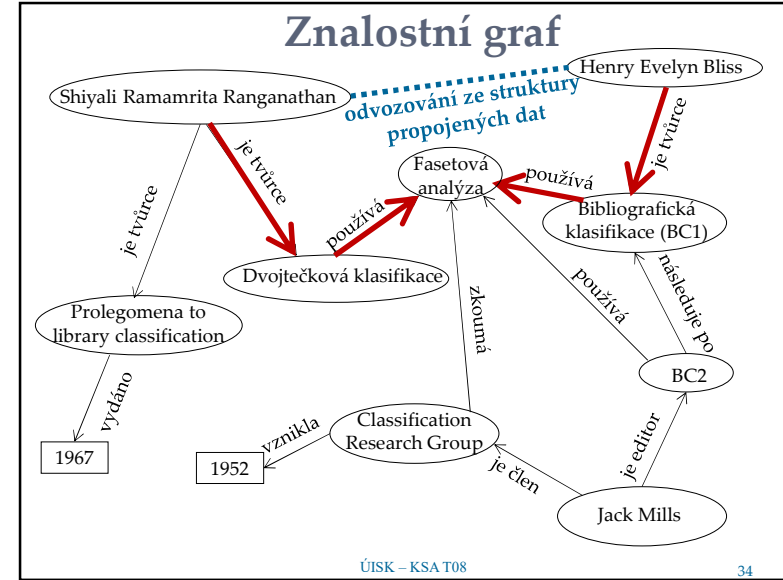 Znalostní graf
Henry Evelyn Bliss
Shiyali Ramamrita Ranganathan
odvozování ze struktury
propojených dat
je tvůrce
je tvůrce
je tvůrce
Fasetová
analýza
používá
používá
Bibliografická
klasifikace (BC1)
Dvojtečková klasifikace
Prolegomena to
library classification
zkoumá
používá
následuje po
BC2
vydáno
1967
1952
vznikla
Classification
Research Group
je člen
je editor
Jack Mills
ÚISK – KSA T08
34